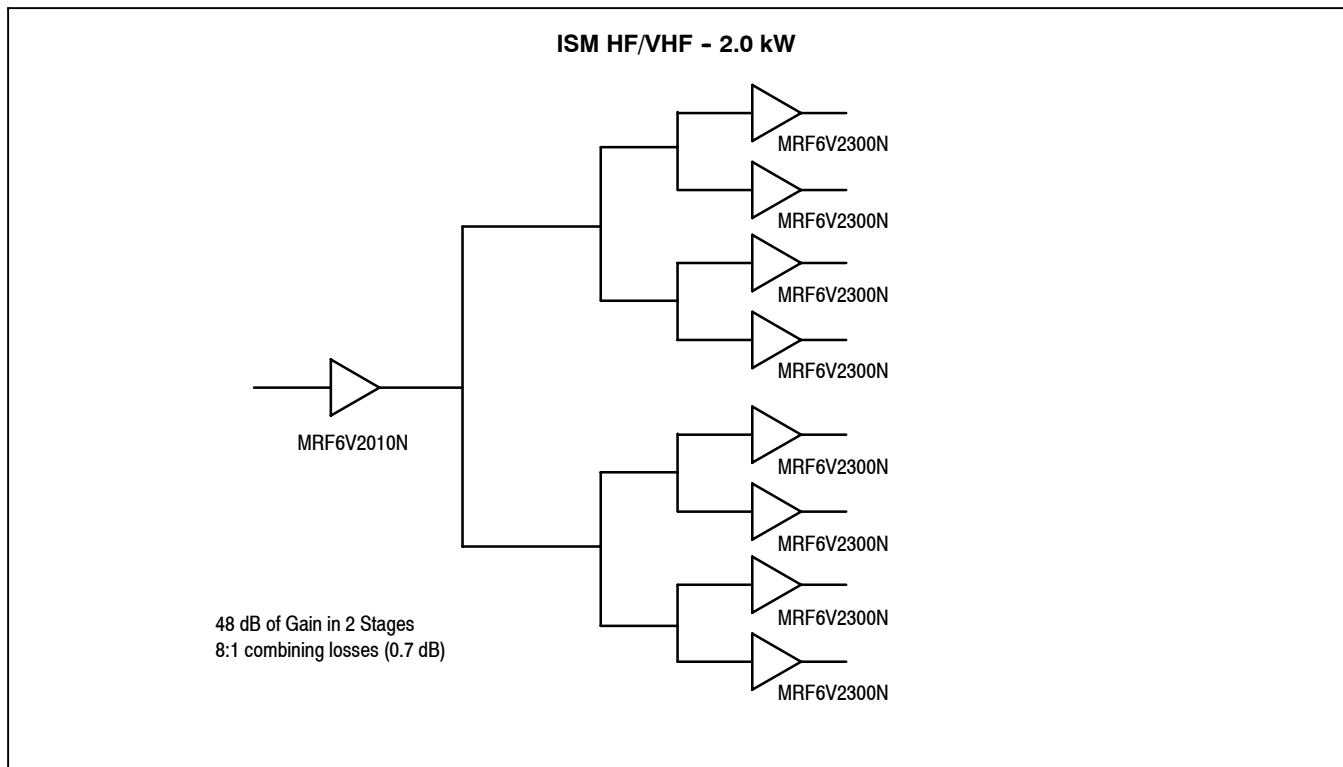 ISM HF/VHF - 2.0 kW
MRF6V2300N
MRF6V2300N
MRF6V2300N
MRF6V2300N
MRF6V2010N
MRF6V2300N
MRF6V2300N
MRF6V2300N
MRF6V2300N
48 dB of Gain in 2 Stages
8:1 combining losses (0.7 dB)